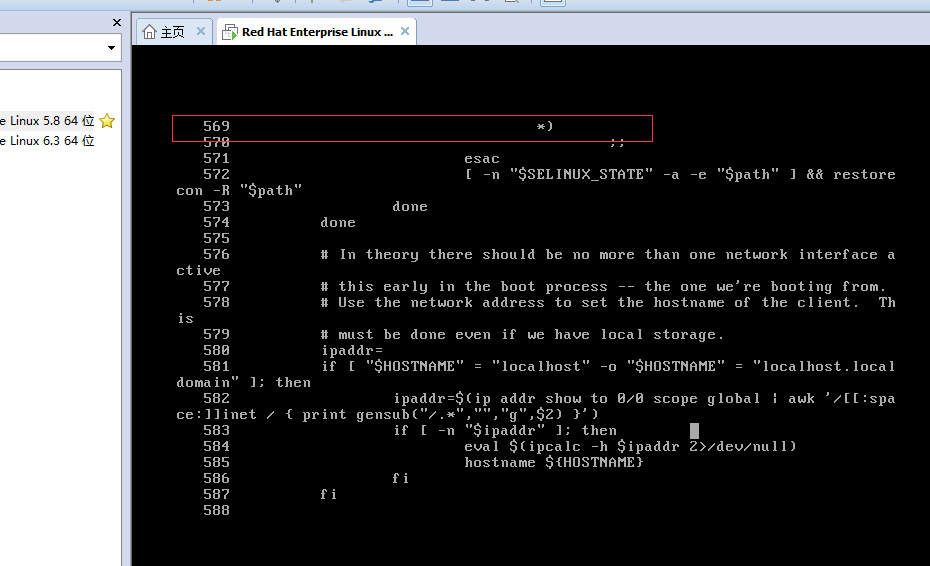 主页
Red Hat Enterprise Linux ...
e Linux 5.8 64 位
e Linux 6.3 64 位
569 *)
570 ;;
571 esac
572 [ -n "$SELINUX_STATE" -a -e "$path" ] && restore
con -R "$path"
573 done
574 done
575
576 # In theory there should be no more than one network interface a
ctive
577 # this early in the boot process -- the one we're booting from.
578 # Use the network address to set the hostname of the client.  Th
is
579 # must be done even if we have local storage.
580 ipaddr=
581 if [ "$HOSTNAME" = "localhost" -o "$HOSTNAME" = "localhost.local
domain" ]; then
582 ipaddr=$(ip addr show to 0/0 scope global | awk '/[[:spa
ce:]]inet / { print gensub("/.*","","g",$2) }')
583 if [ -n "$ipaddr" ]; then
584 eval $(ipcalc -h $ipaddr 2>/dev/null)
585 hostname ${HOSTNAME}
586 fi
587 fi
588